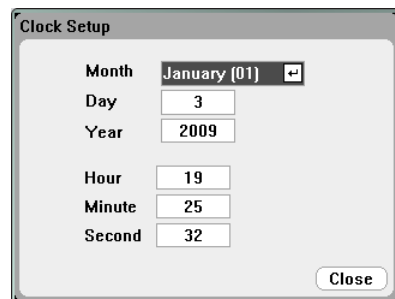 Clock Setup
Month January (01)
Day 3
Year 2009
Hour 19
Minute 25
Second 32
Close